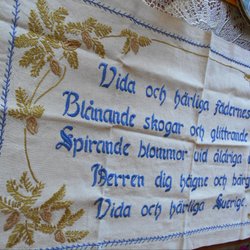 Vida och härliga fädernes
Blånande skogar och glittrande
Spirande blommor vid åldriga
Herren dig hägne och bärg
Vida och härliga Sverige.